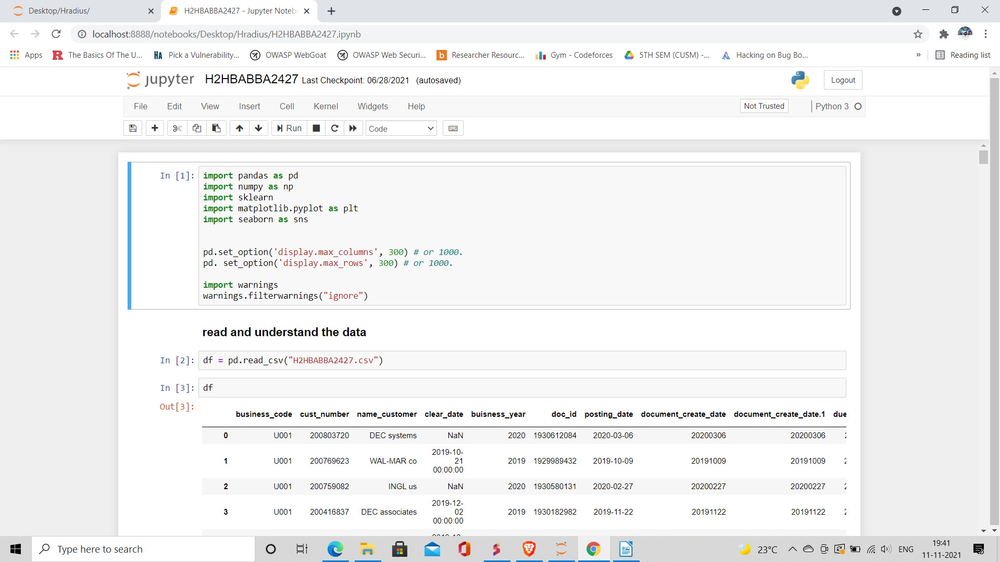 Desktop/Hradius/
H2HBABBA2427 - Jupyter Noteb
localhost:8888/notebooks/Desktop/Hradius/H2HBABBA2427.ipynb
Apps The Basics Of The U... Pick a Vulnerability... OWASP WebGoat OWASP Web Securi... Researcher Resourc... Gym - Codeforces 5TH SEM (CUSM) -... Hacking on Bug Bo... » Reading list
jupyter H2HBABBA2427 Last Checkpoint: 06/28/2021 (autosaved) Logout
File Edit View Insert Cell Kernel Widgets Help Not Trusted Python 3
Run Code
In [1]: import pandas as pd
import numpy as np
import sklearn
import matplotlib.pyplot as plt
import seaborn as sns
pd.set_option('display.max_columns', 300) # or 1000.
pd. set_option('display.max_rows', 300) # or 1000.
import warnings
warnings.filterwarnings("ignore")
read and understand the data
In [2]: df = pd.read_csv("H2HBABBA2427.csv")
In [3]: df
Out[3]:
business_code cust_number name_customer clear_date buisness_year doc_id posting_date document_create_date document_create_date.1 due
0 U001 200803720 DEC systems NaN 2020 1930612084 2020-03-06 20200306 20200306
1 U001 200769623 WAL-MAR co 2019-10-21 00:00:00 2019 1929989432 2019-10-09 20191009 20191009
2 U001 200759082 INGL us NaN 2020 1930580131 2020-02-27 20200227 20200227
3 U001 200416837 DEC associates 2019-12-02 00:00:00 2019 1930182982 2019-11-22 20191122 20191122
Type here to search
23°C ENG 19:41
11-11-2021